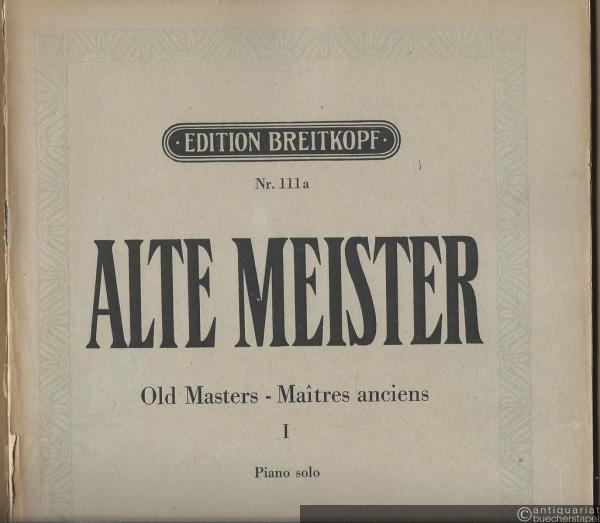 · EDITION BREITKOPF ·
Nr. 111a
ALTE MEISTER
Old Masters - Maîtres anciens
I
Piano solo
©antiquariat
buecherstapel